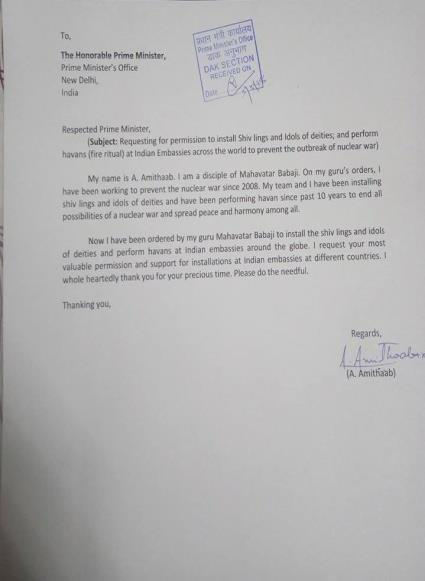 To,
The Honorable Prime Minister,
Prime Minister's Office
New Delhi,
India
प्रधान मंत्री कार्यालय
Prime Minister's Office
डाक अनुभाग
DAK SECTION
RECEIVED ON
Date
Respected Prime Minister,
(Subject: Requesting for permission to install Shiv lings and Idols of deities; and perform
havans (fire ritual) at Indian Embassies across the world to prevent the outbreak of nuclear war)
My name is A. Amithaab. I am a disciple of Mahavatar Babaji. On my guru's orders, I
have been working to prevent the nuclear war since 2008. My team and I have been installing
shiv lings and idols of deities and have been performing havan since past 10 years to end all
possibilities of a nuclear war and spread peace and harmony among all.
Now I have been ordered by my guru Mahavatar Babaji to install the shiv lings and idols
of deities and perform havans at Indian embassies around the globe. I request your most
valuable permission and support for installations at Indian embassies at different countries. I
whole heartedly thank you for your precious time. Please do the needful.
Thanking you,
Regards,
(A. Amithaab)